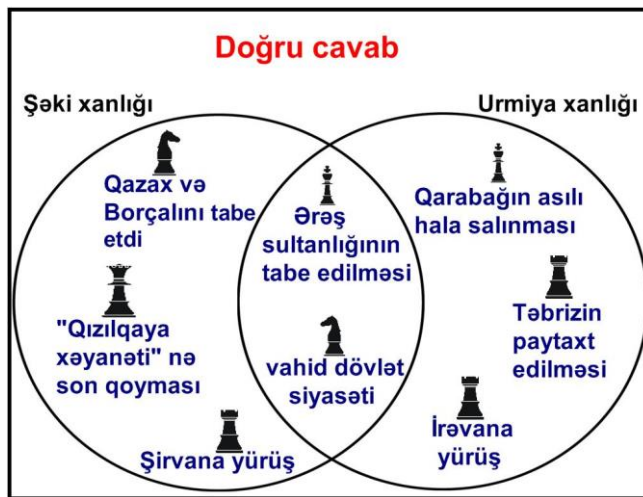 Doğru cavab
Şəki xanlığı
Urmiya xanlığı
Qazax və
Borçalını tabe
etdi
"Qızılqaya
xəyanəti" nə
son qoyması
Şirvana yürüş
Ərəş
sultanlığının
tabe edilməsi
vahid dövlət
siyasəti
Qarabağın asılı
hala salınması
Təbrizin
paytaxt
edilməsi
İrəvana
yürüş